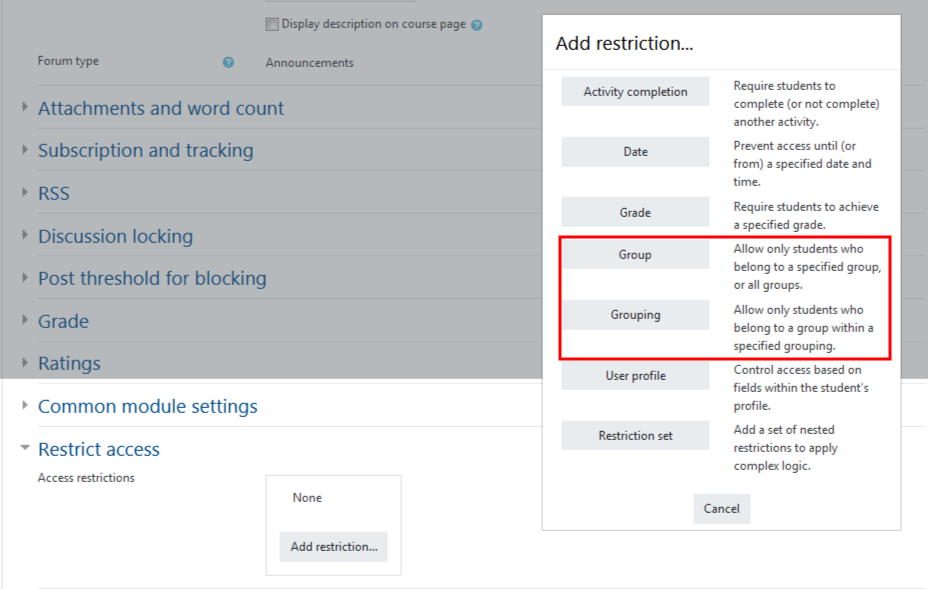 Display description on course page
Forum type
Announcements
Attachments and word count
Subscription and tracking
RSS
Discussion locking
Post threshold for blocking
Grade
Ratings
Common module settings
Restrict access
Access restrictions
None
Add restriction...
Add restriction...
Activity completion
Require students to
complete (or not complete)
another activity.
Date
Prevent access until (or
from) a specified date and
time.
Grade
Require students to achieve
a specified grade.
Group
Allow only students who
belong to a specified group,
or all groups.
Grouping
Allow only students who
belong to a group within a
specified grouping.
User profile
Control access based on
fields within the student's
profile.
Restriction set
Add a set of nested
restrictions to apply
complex logic.
Cancel